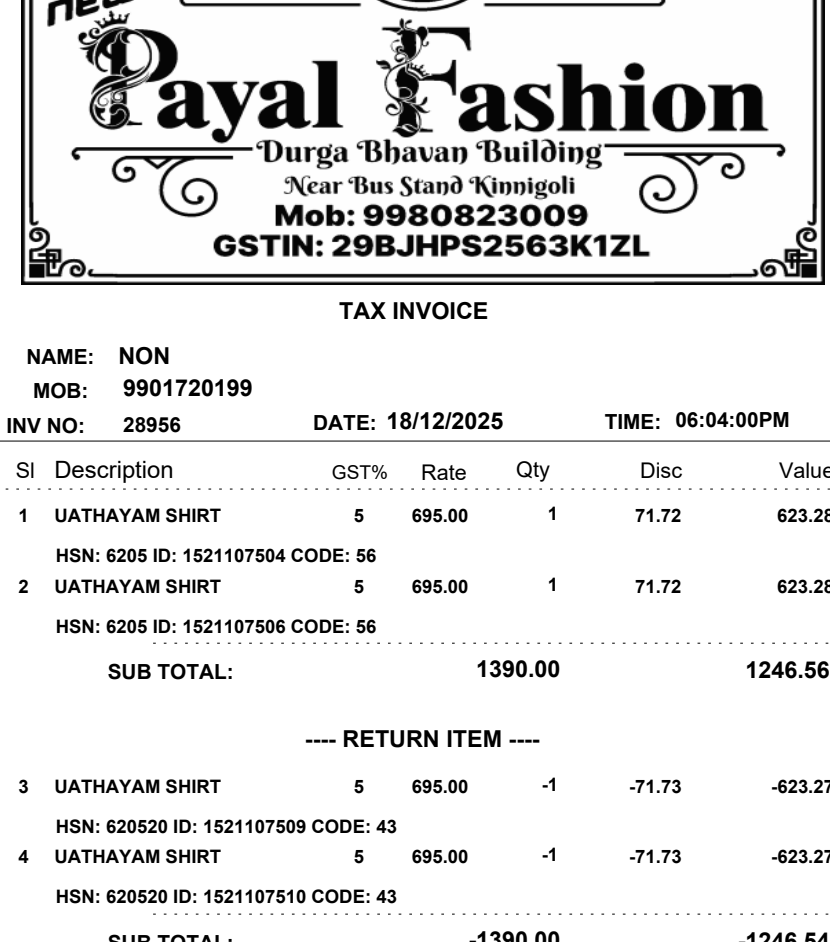 new
Payal Fashion
Durga Bhavan Building
Near Bus Stand Kinnigoli
Mob: 9980823009
GSTIN: 29BJHPS2563K1ZL
TAX INVOICE
NAME: NON
MOB: 9901720199
INV NO: 28956 DATE: 18/12/2025 TIME: 06:04:00PM
Sl Description GST% Rate Qty Disc Value
1 UATHAYAM SHIRT 5 695.00 1 71.72 623.28
HSN: 6205 ID: 1521107504 CODE: 56
2 UATHAYAM SHIRT 5 695.00 1 71.72 623.28
HSN: 6205 ID: 1521107506 CODE: 56
SUB TOTAL: 1390.00 1246.56
---- RETURN ITEM ----
3 UATHAYAM SHIRT 5 695.00 -1 -71.73 -623.27
HSN: 620520 ID: 1521107509 CODE: 43
4 UATHAYAM SHIRT 5 695.00 -1 -71.73 -623.27
HSN: 620520 ID: 1521107510 CODE: 43
SUB TOTAL: -1390.00 -1246.54